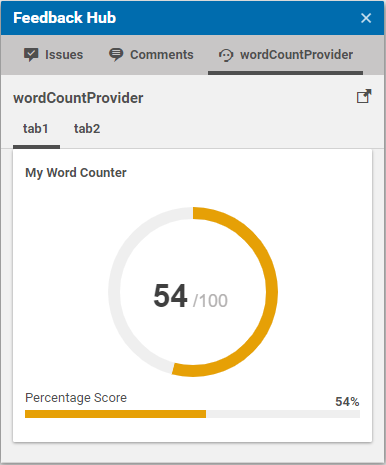 Feedback Hub
Issues Comments wordCountProvider
wordCountProvider
tab1 tab2
My Word Counter
54 /100
Percentage Score 54%